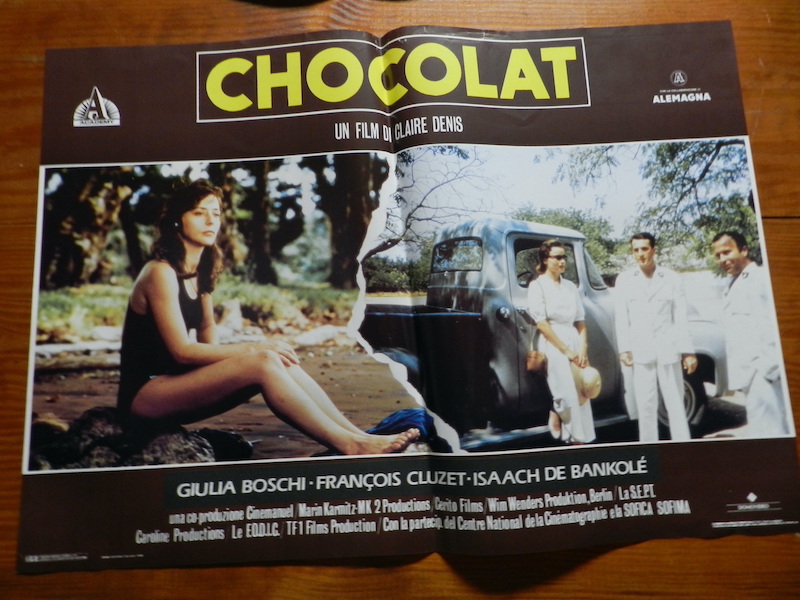 CHOCOLAT
UN FILM DI CLAIRE DENIS
A
ACADEMY
ALEMAGNA
GIULIA BOSCHI · FRANÇOIS CLUZET · ISAACH DE BANKOLÉ
una co-produzione Cinemanuel / Marin Karmitz-MK 2 Productions / Cerito Films / Wim Wenders Produktion, Berlin / La S.E.P.T.
Caroline Productions Le F.O.D.I.C. / TF1 Films Production / Con la partecip. del Centre National de la Cinématographie e la SOFICA SOFIMA